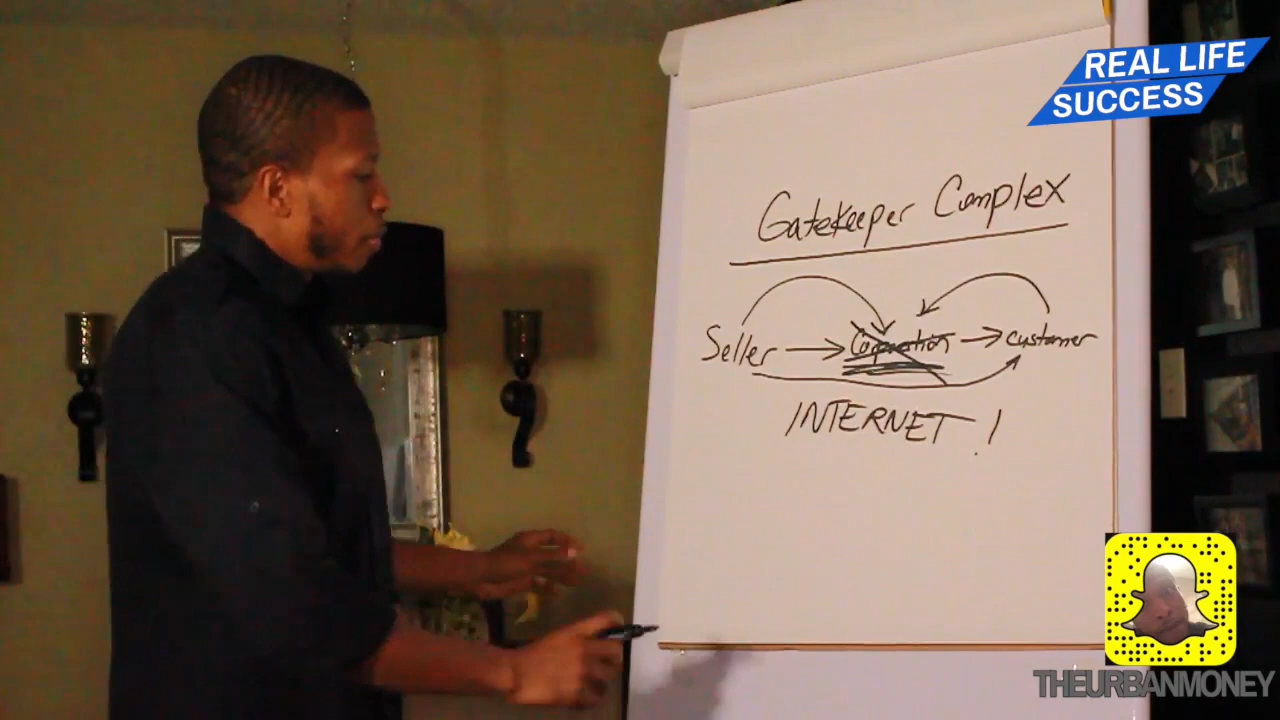 REAL LIFE
SUCCESS
GateKeeper Complex
Seller Corporation customer
INTERNET !
THEURBANMONEY